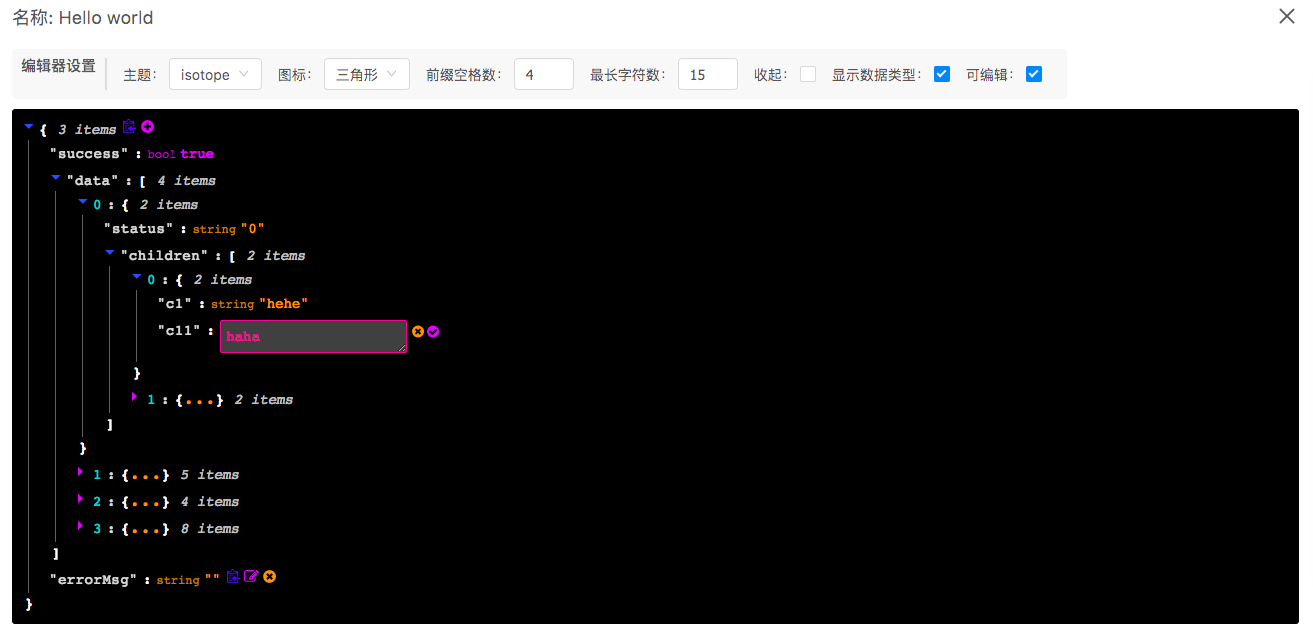 名称: Hello world
编辑器设置 主题: isotope 图标: 三角形 前缀空格数: 4 最长字符数: 15 收起: 显示数据类型: 可编辑:
{ 3 items
"success" : bool true
"data" : [ 4 items
0 : { 2 items
"status" : string "0"
"children" : [ 2 items
0 : { 2 items
"c1" : string "hehe"
"c11" : haha
}
1 : {...} 2 items
]
}
1 : {...} 5 items
2 : {...} 4 items
3 : {...} 8 items
]
"errorMsg" : string ""
}